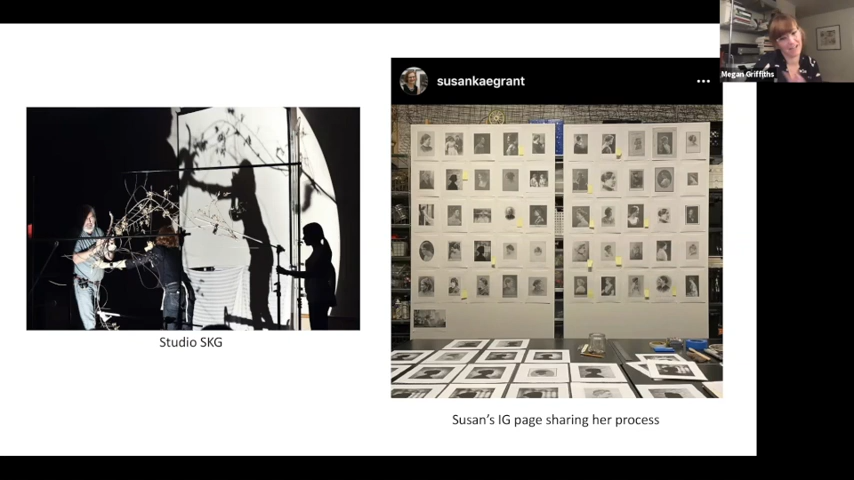 susankaegrant
Megan Griffiths
Studio SKG
Susan's IG page sharing her process